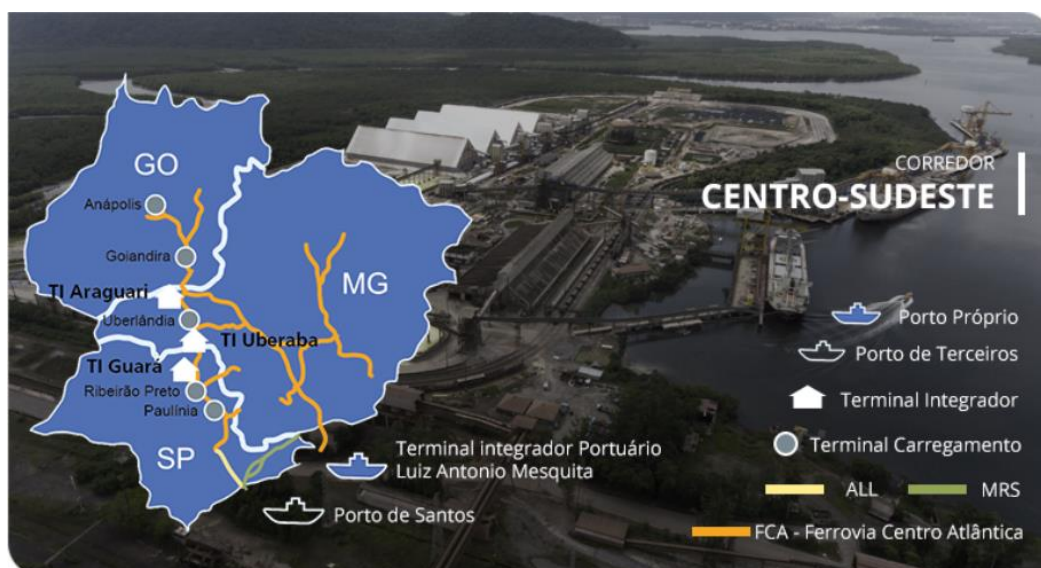 CORREDOR
CENTRO-SUDESTE
GO
Anápolis
Goiandira
TI Araguari
MG
Uberlândia
TI Uberaba
TI Guará
Ribeirão Preto
Paulínia
SP
Terminal integrador Portuário
Luiz Antonio Mesquita
Porto de Santos
Porto Próprio
Porto de Terceiros
Terminal Integrador
Terminal Carregamento
ALL
MRS
FCA - Ferrovia Centro Atlântica